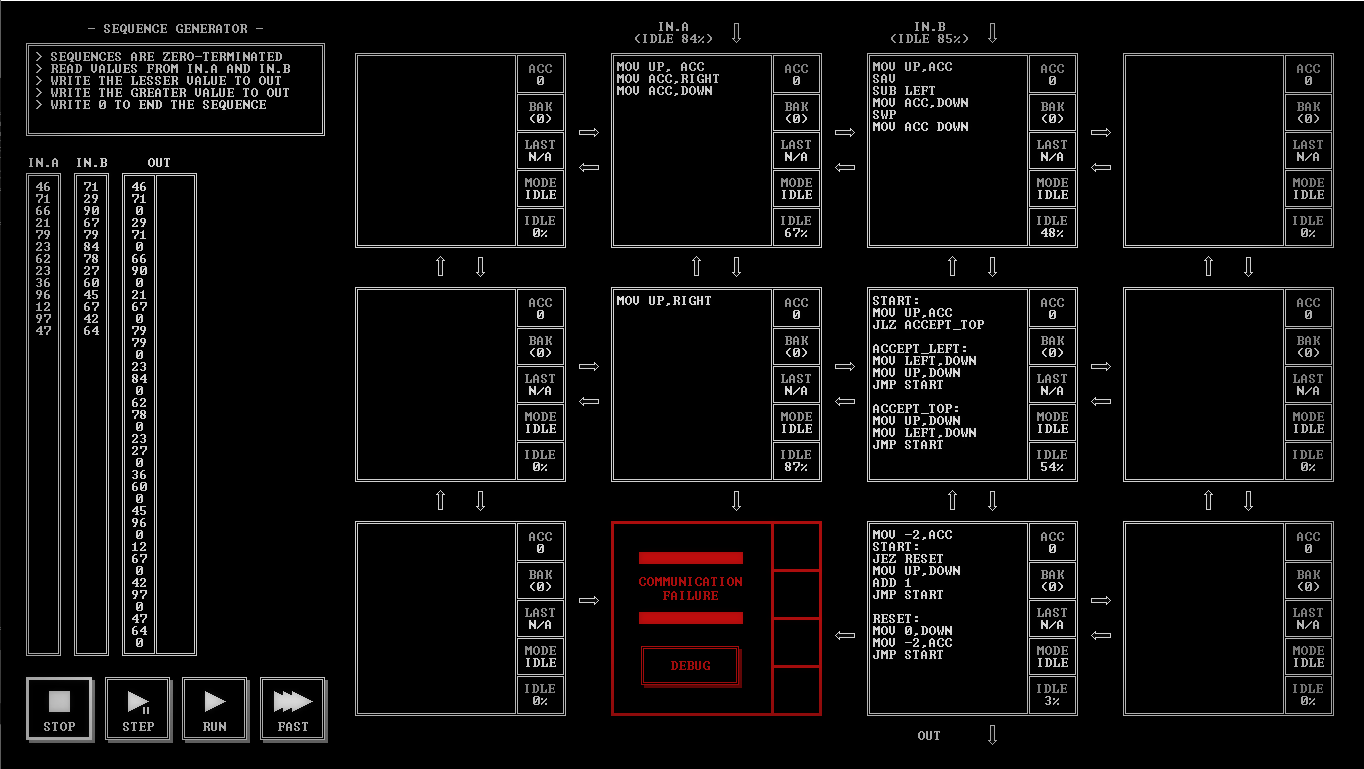 - SEQUENCE GENERATOR -
> SEQUENCES ARE ZERO-TERMINATED
> READ VALUES FROM IN.A AND IN.B
> WRITE THE LESSER VALUE TO OUT
> WRITE THE GREATER VALUE TO OUT
> WRITE 0 TO END THE SEQUENCE
IN.A IN.B OUT
46 71 46
71 29 71
66 90 0
21 67 29
79 79 71
23 84 0
62 78 66
23 27 90
36 60 0
96 45 21
12 67 67
97 42 0
47 64 79
79
0
23
84
0
62
78
0
23
27
0
36
60
0
45
96
0
12
67
0
42
97
0
47
64
0
STOP
STEP
RUN
FAST
IN.A
(IDLE 84%)
IN.B
(IDLE 85%)
ACC
0
BAK
(0)
LAST
N/A
MODE
IDLE
IDLE
0%
MOV UP, ACC
MOV ACC,RIGHT
MOV ACC,DOWN
ACC
0
BAK
(0)
LAST
N/A
MODE
IDLE
IDLE
67%
MOV UP,ACC
SAV
SUB LEFT
MOV ACC,DOWN
SWP
MOV ACC DOWN
ACC
0
BAK
(0)
LAST
N/A
MODE
IDLE
IDLE
48%
ACC
0
BAK
(0)
LAST
N/A
MODE
IDLE
IDLE
0%
ACC
0
BAK
(0)
LAST
N/A
MODE
IDLE
IDLE
0%
MOV UP,RIGHT
ACC
0
BAK
(0)
LAST
N/A
MODE
IDLE
IDLE
87%
START:
MOV UP,ACC
JLZ ACCEPT_TOP
ACCEPT_LEFT:
MOV LEFT,DOWN
MOV UP,DOWN
JMP START
ACCEPT_TOP:
MOV UP,DOWN
MOV LEFT,DOWN
JMP START
ACC
0
BAK
(0)
LAST
N/A
MODE
IDLE
IDLE
54%
ACC
0
BAK
(0)
LAST
N/A
MODE
IDLE
IDLE
0%
ACC
0
BAK
(0)
LAST
N/A
MODE
IDLE
IDLE
0%
COMMUNICATION
FAILURE
DEBUG
MOV -2,ACC
START:
JEZ RESET
MOV UP,DOWN
ADD 1
JMP START
RESET:
MOV 0,DOWN
MOV -2,ACC
JMP START
ACC
0
BAK
(0)
LAST
N/A
MODE
IDLE
IDLE
3%
ACC
0
BAK
(0)
LAST
N/A
MODE
IDLE
IDLE
0%
OUT